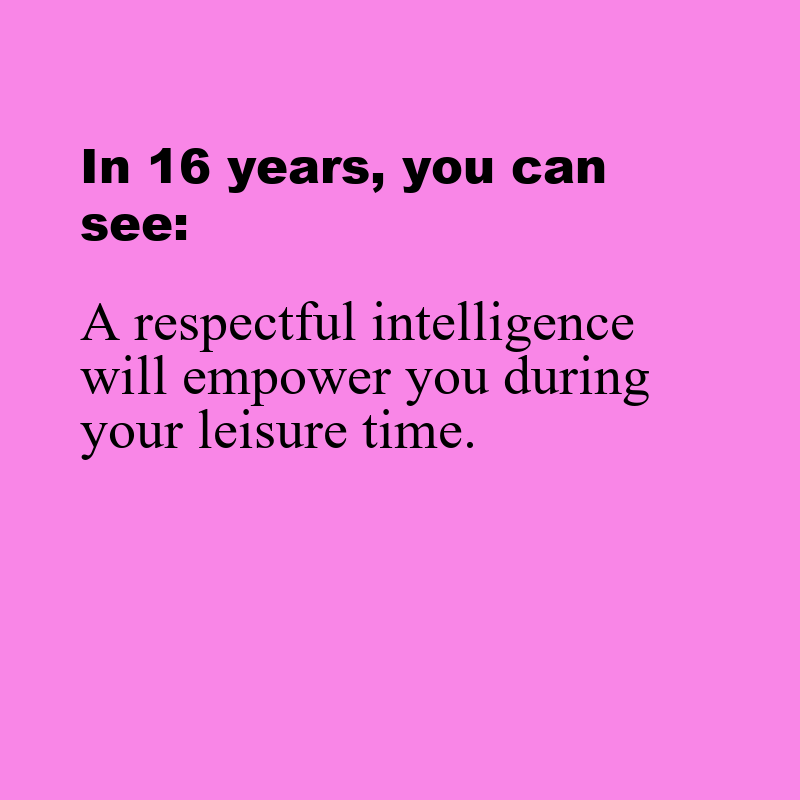 In 16 years, you can
see:
A respectful intelligence
will empower you during
your leisure time.